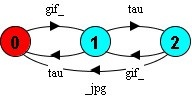 gif_ tau
0 1 2
tau gif_
_jpg